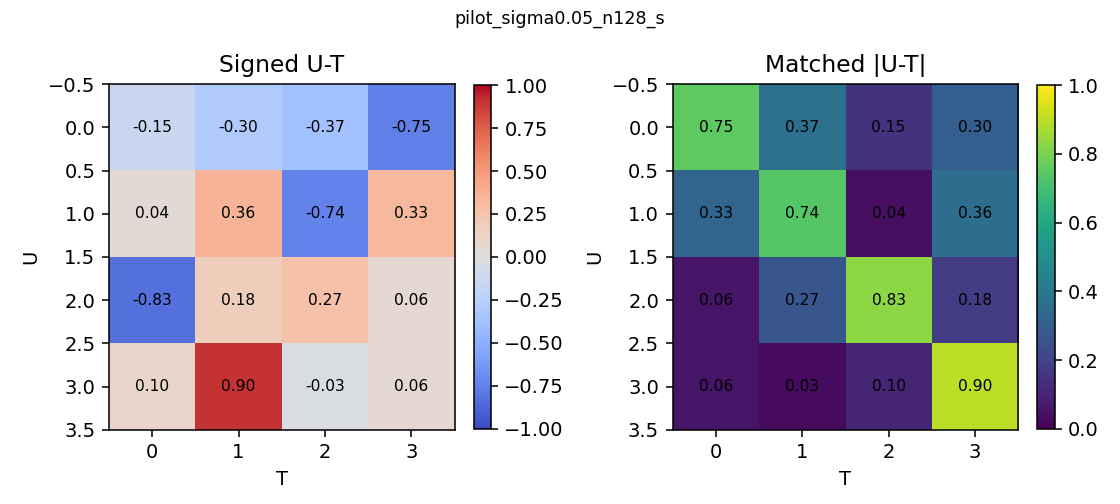 pilot_sigma0.05_n128_s
Signed U-T
−0.5
0.0
0.5
1.0
1.5
2.0
2.5
3.0
3.5
U
-0.15 -0.30 -0.37 -0.75
0.04 0.36 -0.74 0.33
-0.83 0.18 0.27 0.06
0.10 0.90 -0.03 0.06
0 1 2 3
T
1.00
0.75
0.50
0.25
0.00
−0.25
−0.50
−0.75
−1.00
Matched |U-T|
−0.5
0.0
0.5
1.0
1.5
2.0
2.5
3.0
3.5
U
0.75 0.37 0.15 0.30
0.33 0.74 0.04 0.36
0.06 0.27 0.83 0.18
0.06 0.03 0.10 0.90
0 1 2 3
T
1.0
0.8
0.6
0.4
0.2
0.0